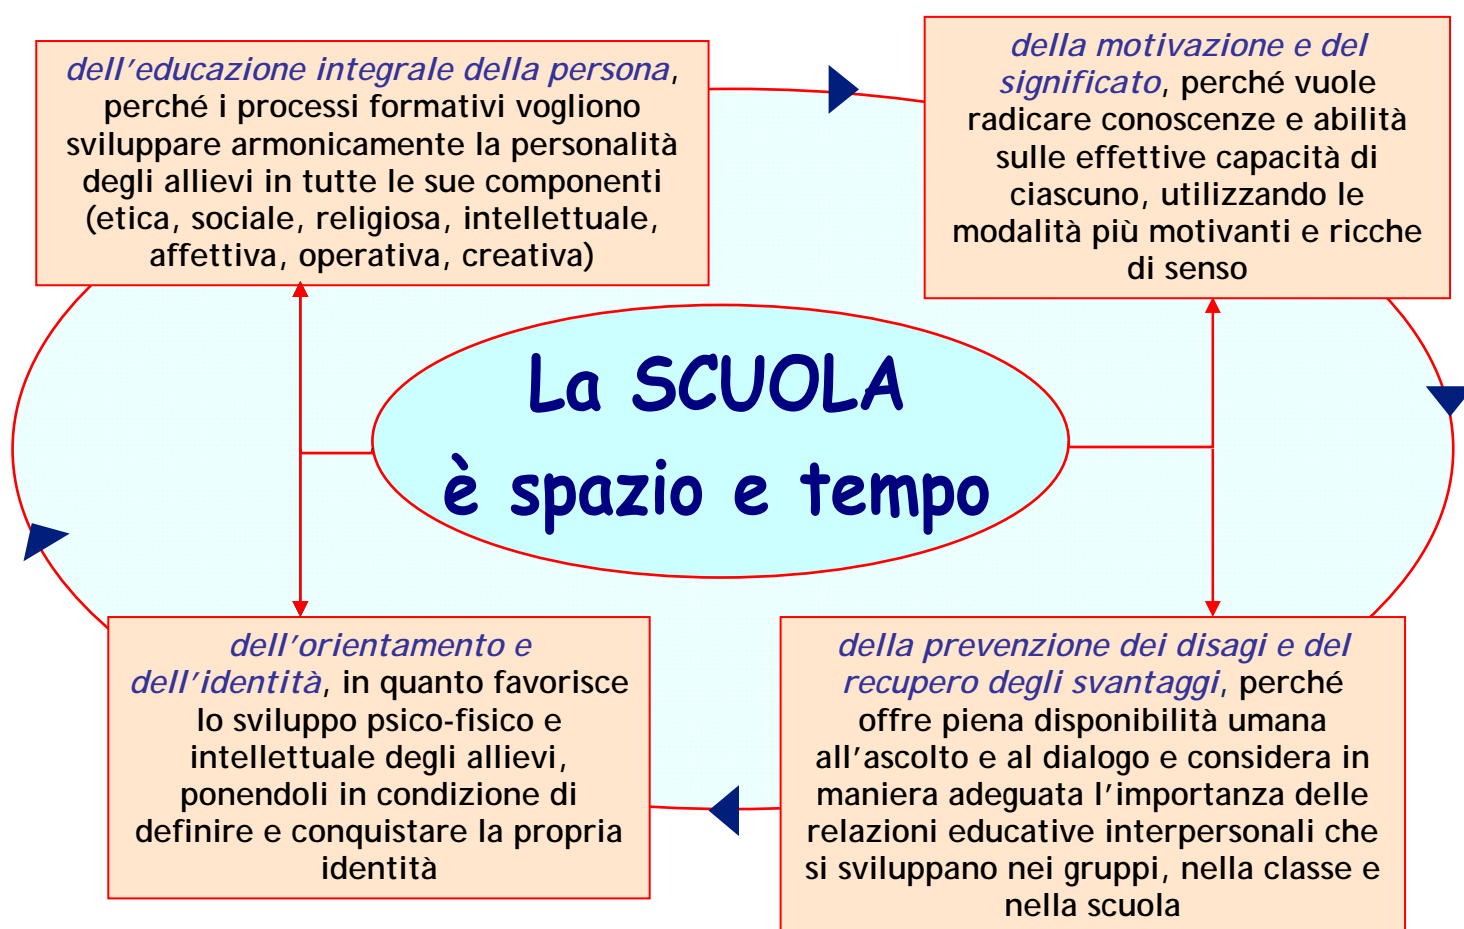 dell'educazione integrale della persona,
perché i processi formativi vogliono
sviluppare armonicamente la personalità
degli allievi in tutte le sue componenti
(etica, sociale, religiosa, intellettuale,
affettiva, operativa, creativa)
della motivazione e del
significato, perché vuole
radicare conoscenze e abilità
sulle effettive capacità di
ciascuno, utilizzando le
modalità più motivanti e ricche
di senso
La SCUOLA
è spazio e tempo
dell'orientamento e
dell'identità, in quanto favorisce
lo sviluppo psico-fisico e
intellettuale degli allievi,
ponendoli in condizione di
definire e conquistare la propria
identità
della prevenzione dei disagi e del
recupero degli svantaggi, perché
offre piena disponibilità umana
all'ascolto e al dialogo e considera in
maniera adeguata l'importanza delle
relazioni educative interpersonali che
si sviluppano nei gruppi, nella classe e
nella scuola